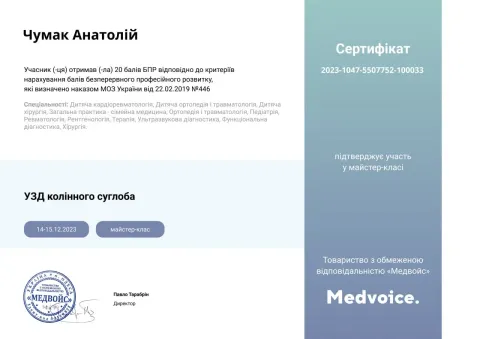 Чумак Анатолій
Учасник (-ця) отримав (-ла) 20 балів БПР відповідно до критеріїв
нарахування балів безперервного професійного розвитку,
які визначено наказом МОЗ України від 22.02.2019 №446
Спеціальності: Дитяча кардіоревматологія, Дитяча ортопедія і травматологія, Дитяча
хірургія, Загальна практика - сімейна медицина, Ортопедія і травматологія, Педіатрія,
Ревматологія, Рентгенологія, Терапія, Ультразвукова діагностика, Функціональна
діагностика, Хірургія.
УЗД колінного суглоба
14-15.12.2023
майстер-клас
«МЕДВОЙС»
Павло Тарабрін
Директор
Сертифікат
2023-1047-5507752-100033
підтверджує участь
у майстер-класі
Товариство з обмеженою
відповідальністю «Медвойс»
Medvoice.